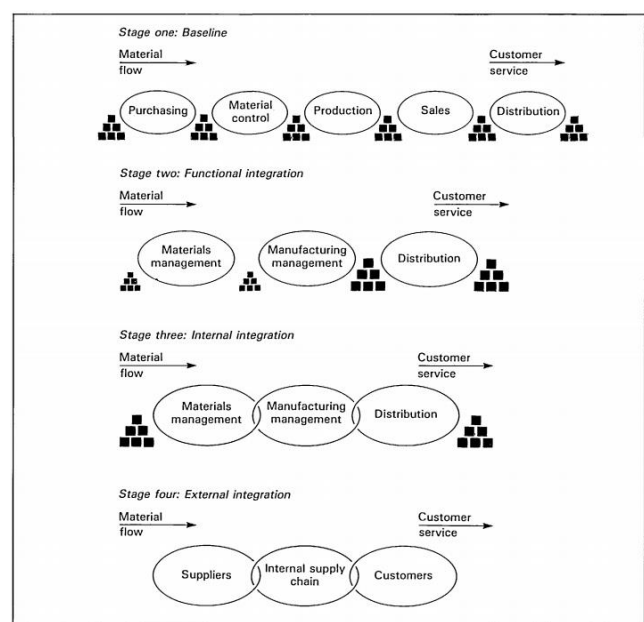 Stage one: Baseline
Material
flow
Customer
service
Purchasing
Material
control
Production
Sales
Distribution
Stage two: Functional integration
Material
flow
Customer
service
Materials
management
Manufacturing
management
Distribution
Stage three: Internal integration
Material
flow
Customer
service
Materials
management
Manufacturing
management
Distribution
Stage four: External integration
Material
flow
Customer
service
Suppliers
Internal supply
chain
Customers